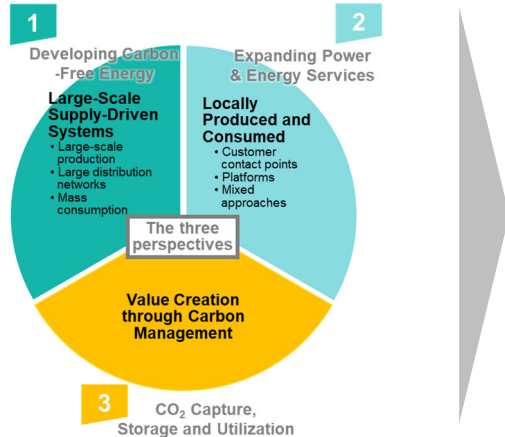 1
Developing Carbon
-Free Energy
Large-Scale
Supply-Driven
Systems
• Large-scale
production
• Large distribution
networks
• Mass
consumption
2
Expanding Power
& Energy Services
Locally
Produced and
Consumed
• Customer
contact points
• Platforms
• Mixed
approaches
The three
perspectives
Value Creation
through Carbon
Management
3
CO₂ Capture,
Storage and Utilization